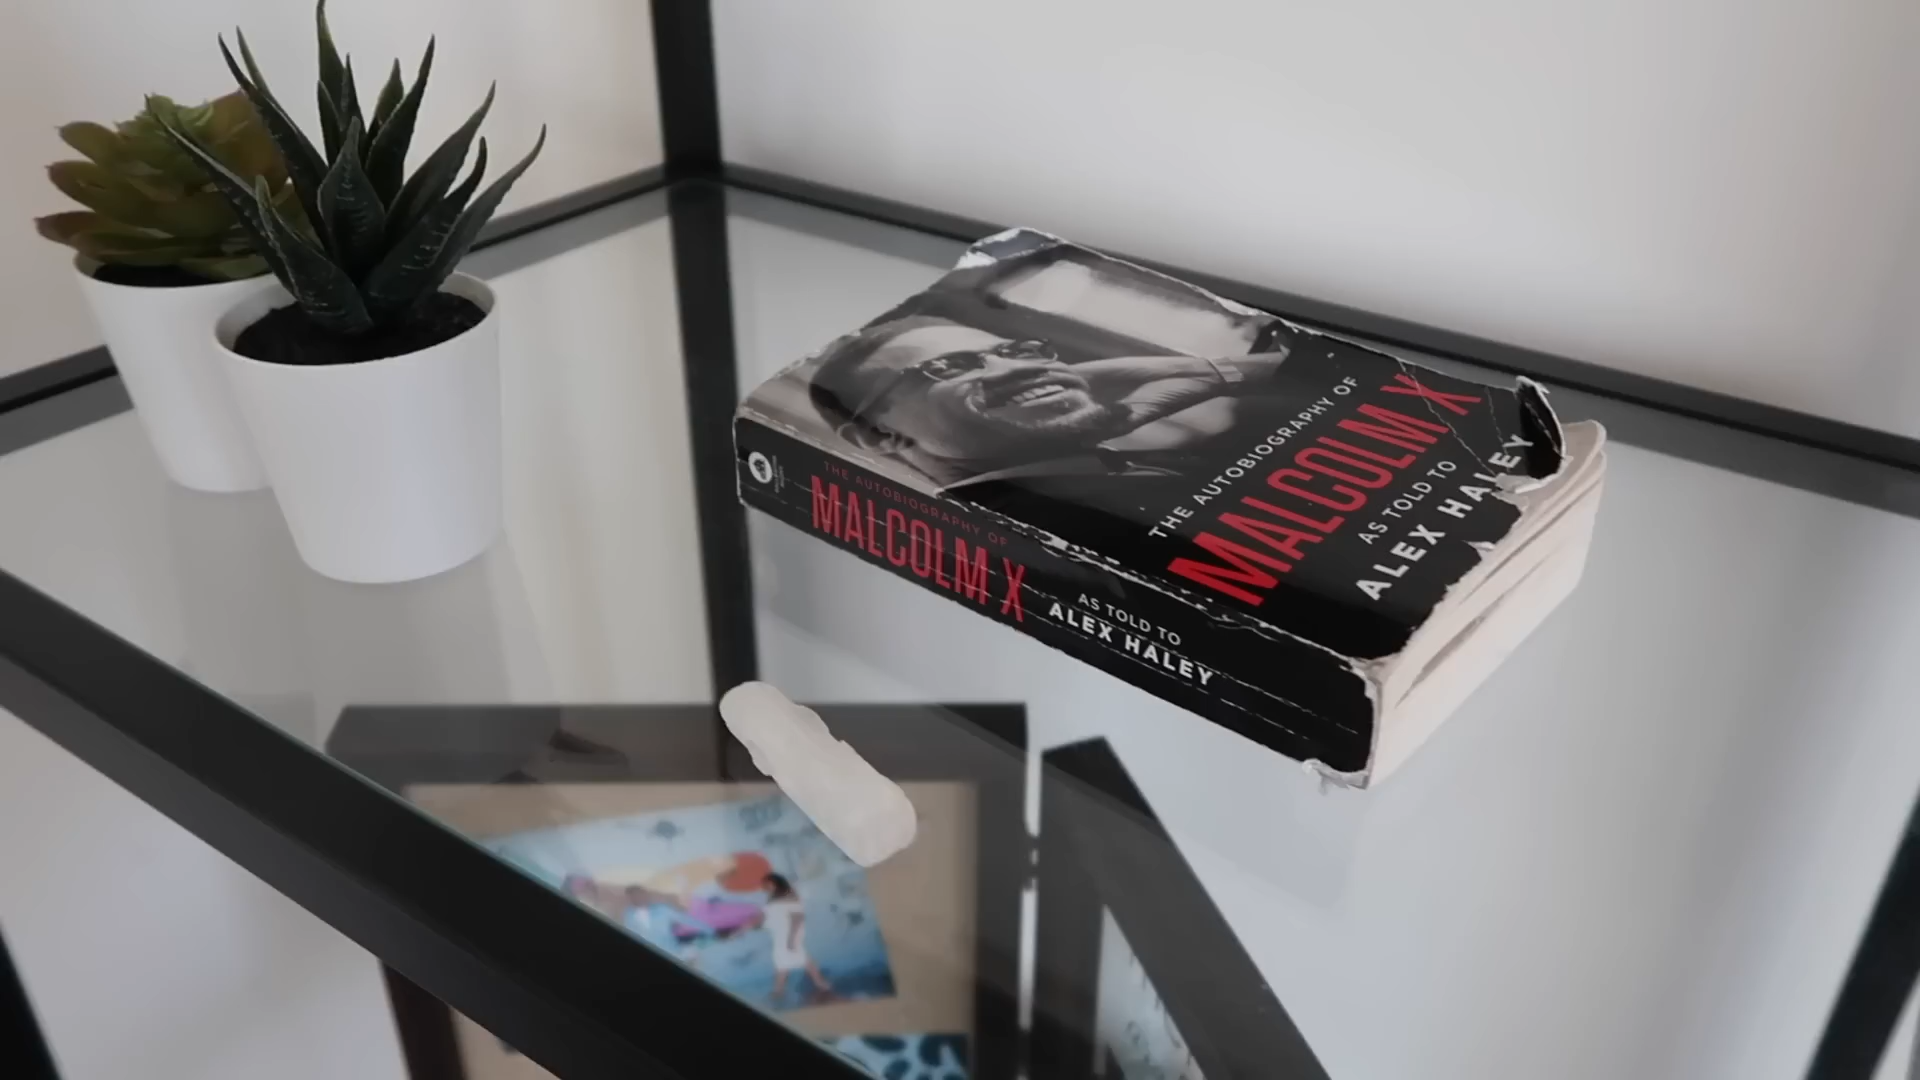 THE AUTOBIOGRAPHY OF
MALCOLM X
AS TOLD TO
ALEX HALEY
THE AUTOBIOGRAPHY OF
MALCOLM X
AS TOLD TO
ALEX HALEY